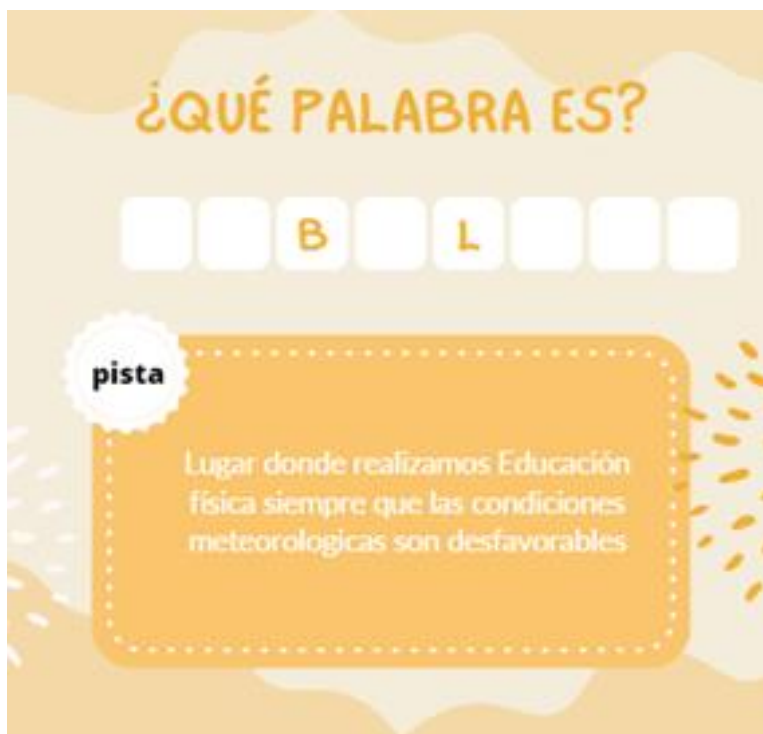 ¿QUÉ PALABRA ES?
B L
pista
Lugar donde realizamos Educación
física siempre que las condiciones
meteorologicas son desfavorables